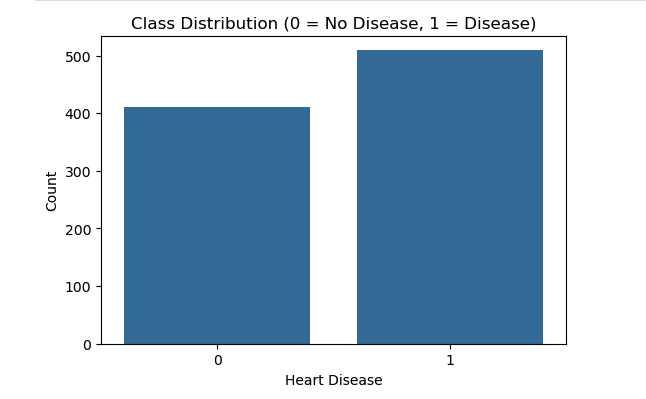 Class Distribution (0 = No Disease, 1 = Disease)
500
400
300
200
100
0
Count
0 1
Heart Disease